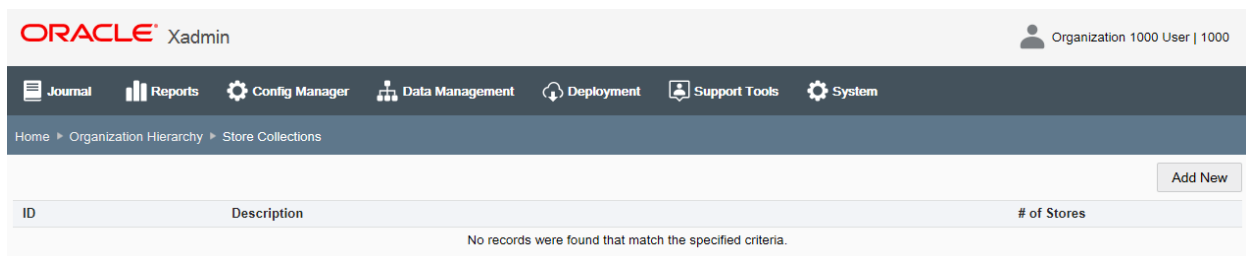 ORACLE Xadmin
Organization 1000 User | 1000
Journal Reports Config Manager Data Management Deployment Support Tools System
Home Organization Hierarchy Store Collections
Add New
ID Description # of Stores
No records were found that match the specified criteria.